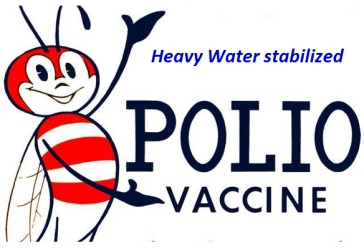 Heavy Water stabilized
POLIO
VACCINE